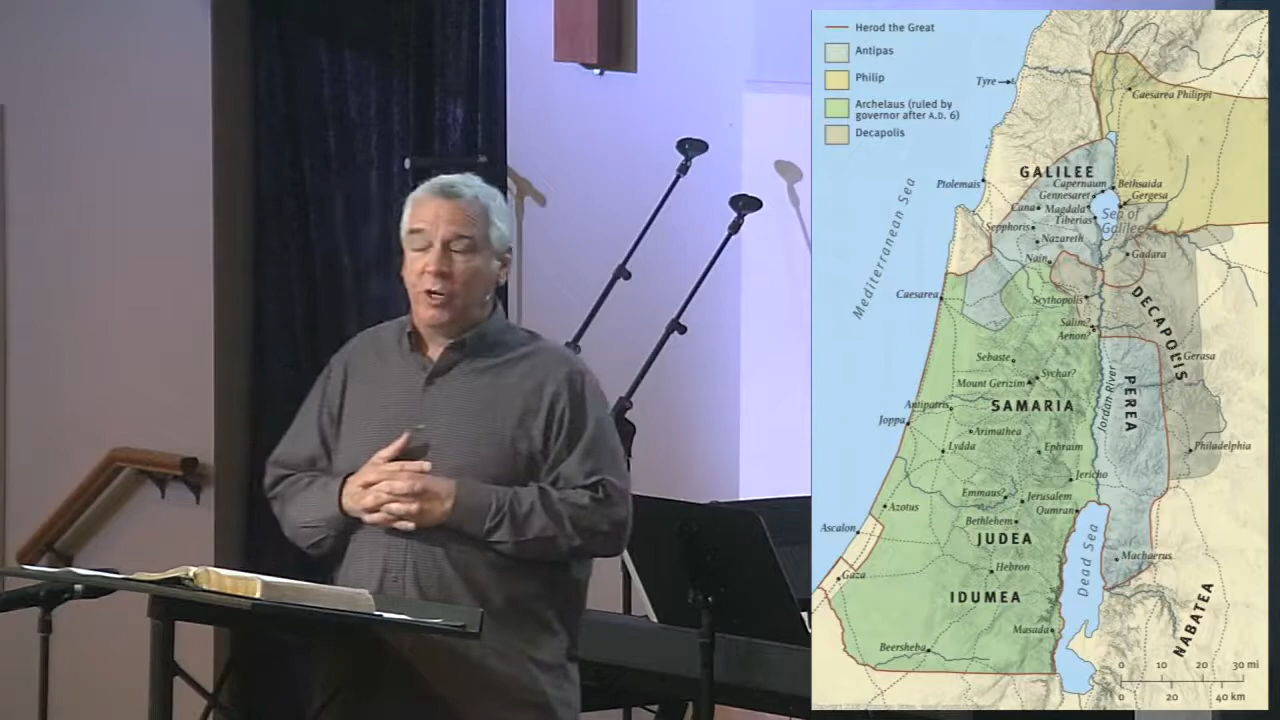 Herod the Great
Antipas
Philip
Archelaus (ruled by
governor after A.D. 6)
Decapolis
Tyre
Caesarea Philippi
GALILEE
Ptolemais
Capernaum
Bethsaida
Gennesaret
Gergesa
Cana
Magdala
Tiberias
Sea of
Galilee
Sepphoris
Nazareth
Nain
Gadara
Mediterranean Sea
Caesarea
Scythopolis
DECAPOLIS
Salim?
Aenon?
Sebaste
Gerasa
Sychar?
Mount Gerizim
Jordan River
PEREA
Antipatris
SAMARIA
Joppa
Arimathea
Lydda
Ephraim
Philadelphia
Jericho
Emmaus?
Jerusalem
Azotus
Qumran
Ascalon
Bethlehem
JUDEA
Dead Sea
Machaerus
Gaza
Hebron
IDUMEA
NABATEA
Masada
Beersheba
0 10 20 30 mi
0 20 40 km